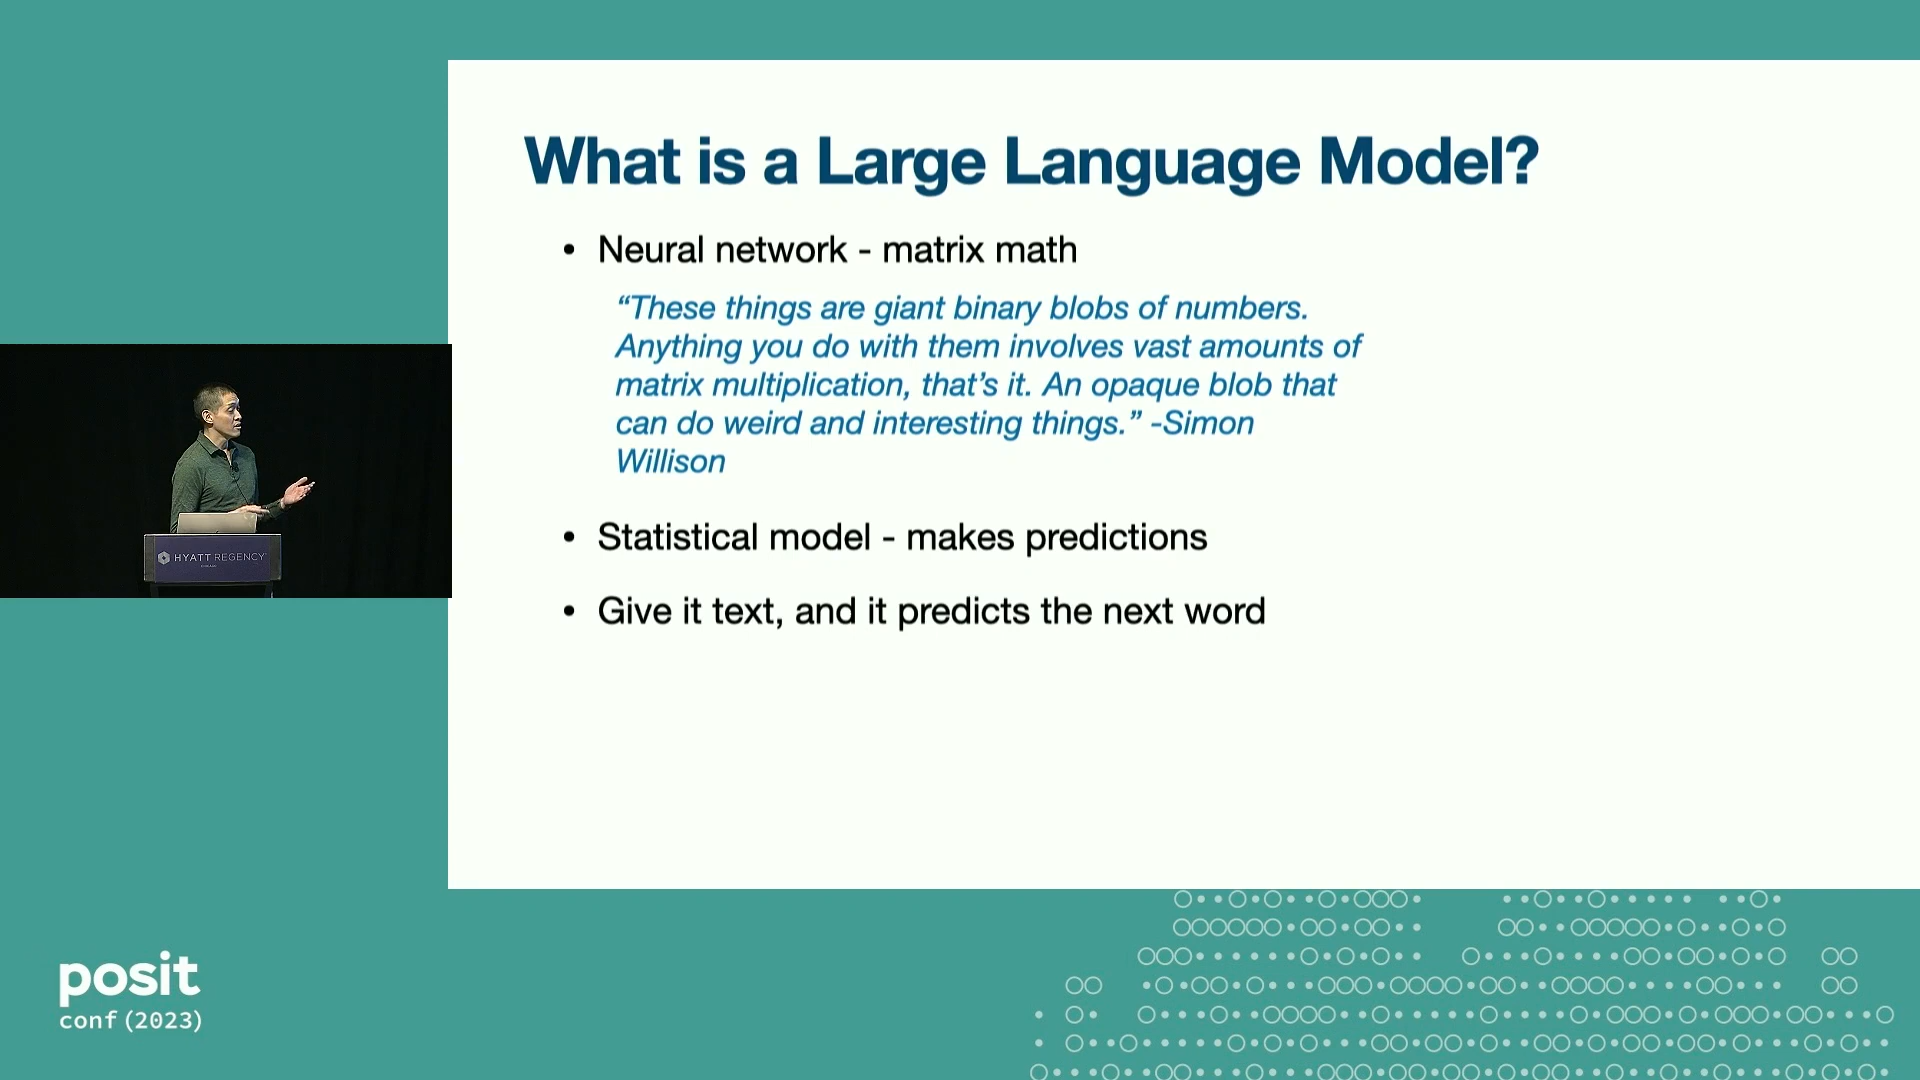 What is a Large Language Model?
• Neural network - matrix math
“These things are giant binary blobs of numbers.
Anything you do with them involves vast amounts of
matrix multiplication, that’s it. An opaque blob that
can do weird and interesting things.” -Simon
Willison
• Statistical model - makes predictions
• Give it text, and it predicts the next word
HYATT REGENCY
posit
conf (2023)